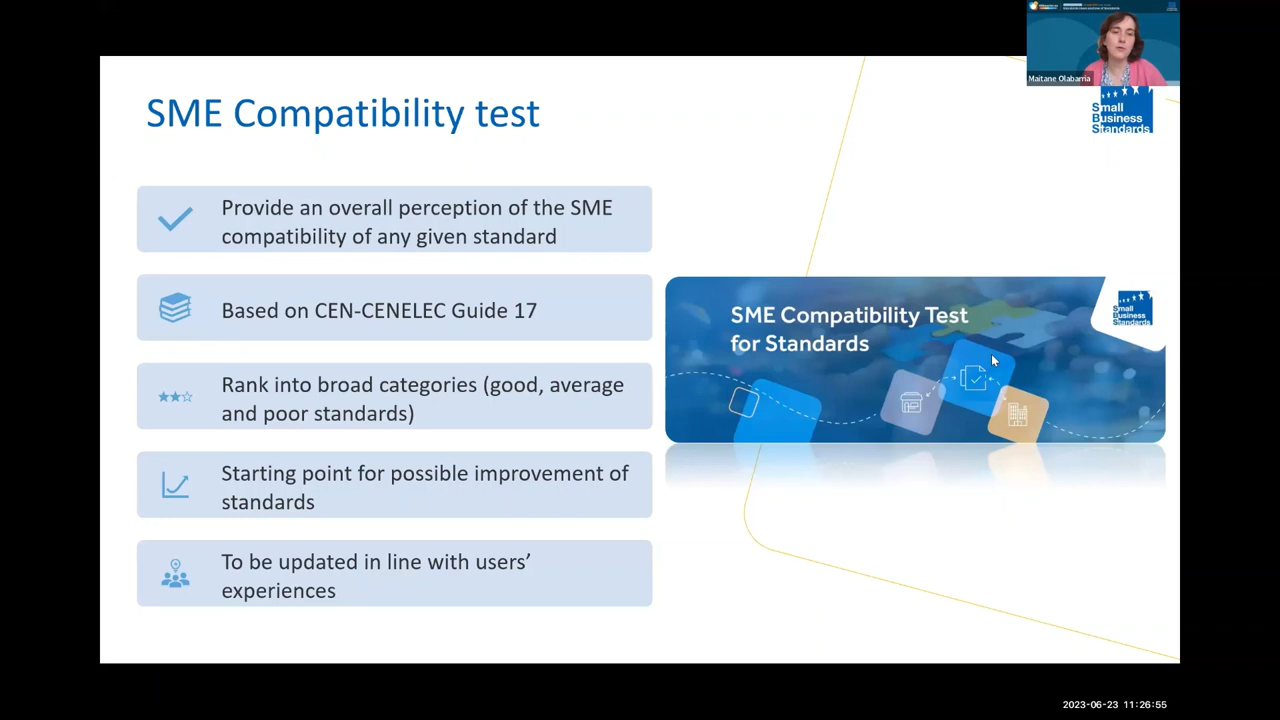 Maitane Olabarria
SME Compatibility test
Small
Business
Standards
Provide an overall perception of the SME
compatibility of any given standard
Based on CEN-CENELEC Guide 17
Rank into broad categories (good, average
and poor standards)
Starting point for possible improvement of
standards
To be updated in line with users’
experiences
SME Compatibility Test
for Standards
Small
Business
Standards
2023-06-23 11:26:55